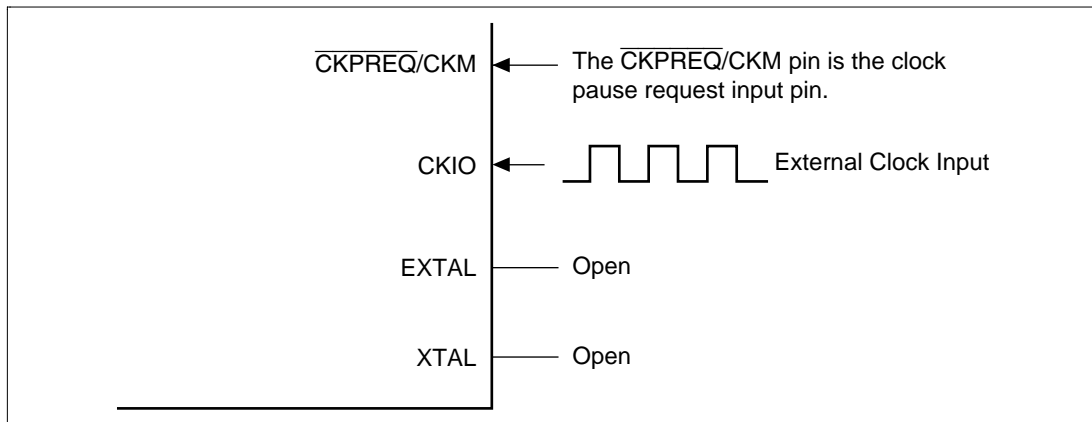 CKPREQ/CKM
The CKPREQ/CKM pin is the clock
pause request input pin.
CKIO
External Clock Input
EXTAL
Open
XTAL
Open